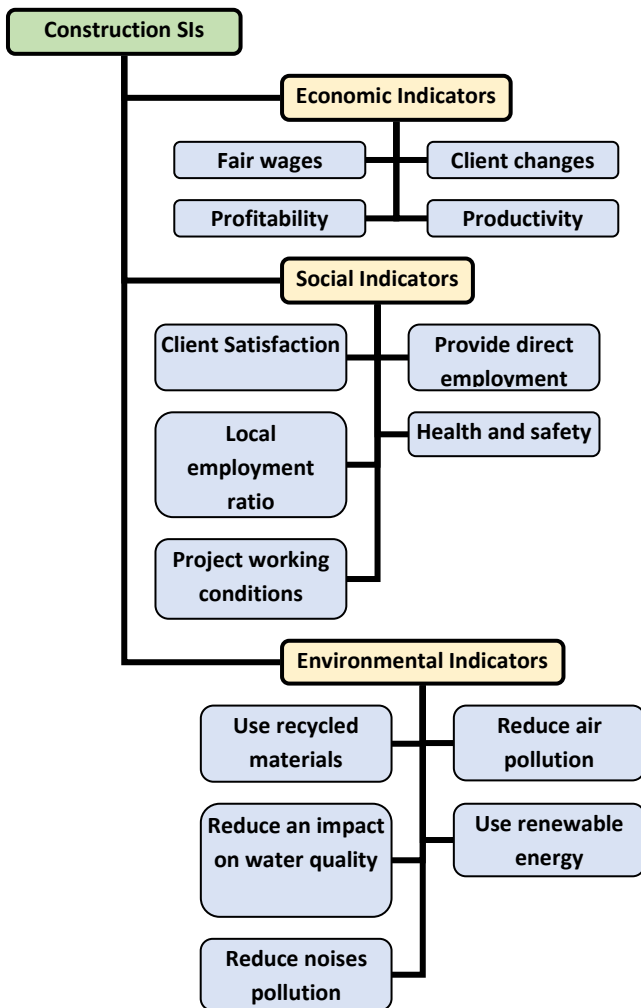 Construction SIs
Economic Indicators
Fair wages
Client changes
Profitability
Productivity
Social Indicators
Client Satisfaction
Provide direct
employment
Local
employment
ratio
Health and safety
Project working
conditions
Environmental Indicators
Use recycled
materials
Reduce air
pollution
Reduce an impact
on water quality
Use renewable
energy
Reduce noises
pollution